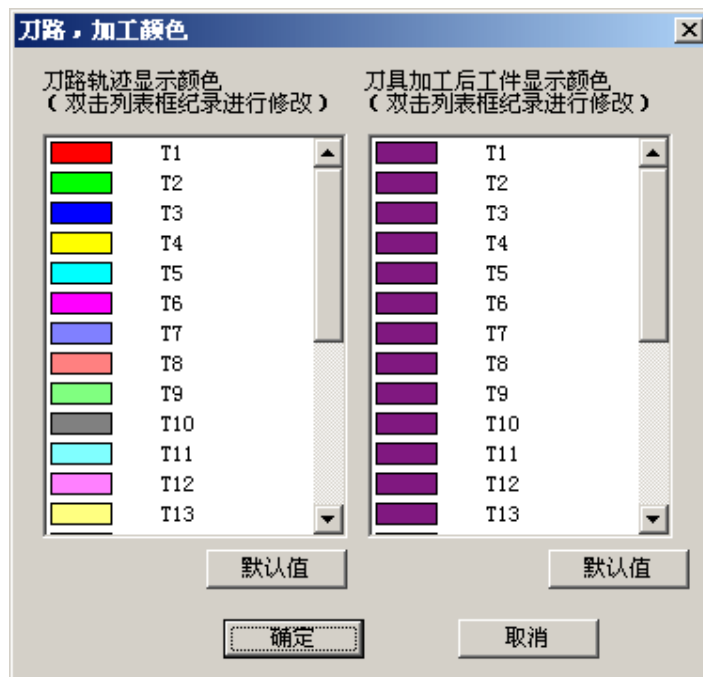 刀路，加工颜色
刀路轨迹显示颜色
（双击列表框纪录进行修改）
T1
T2
T3
T4
T5
T6
T7
T8
T9
T10
T11
T12
T13
默认值
刀具加工后工件显示颜色
（双击列表框纪录进行修改）
T1
T2
T3
T4
T5
T6
T7
T8
T9
T10
T11
T12
T13
默认值
确定
取消